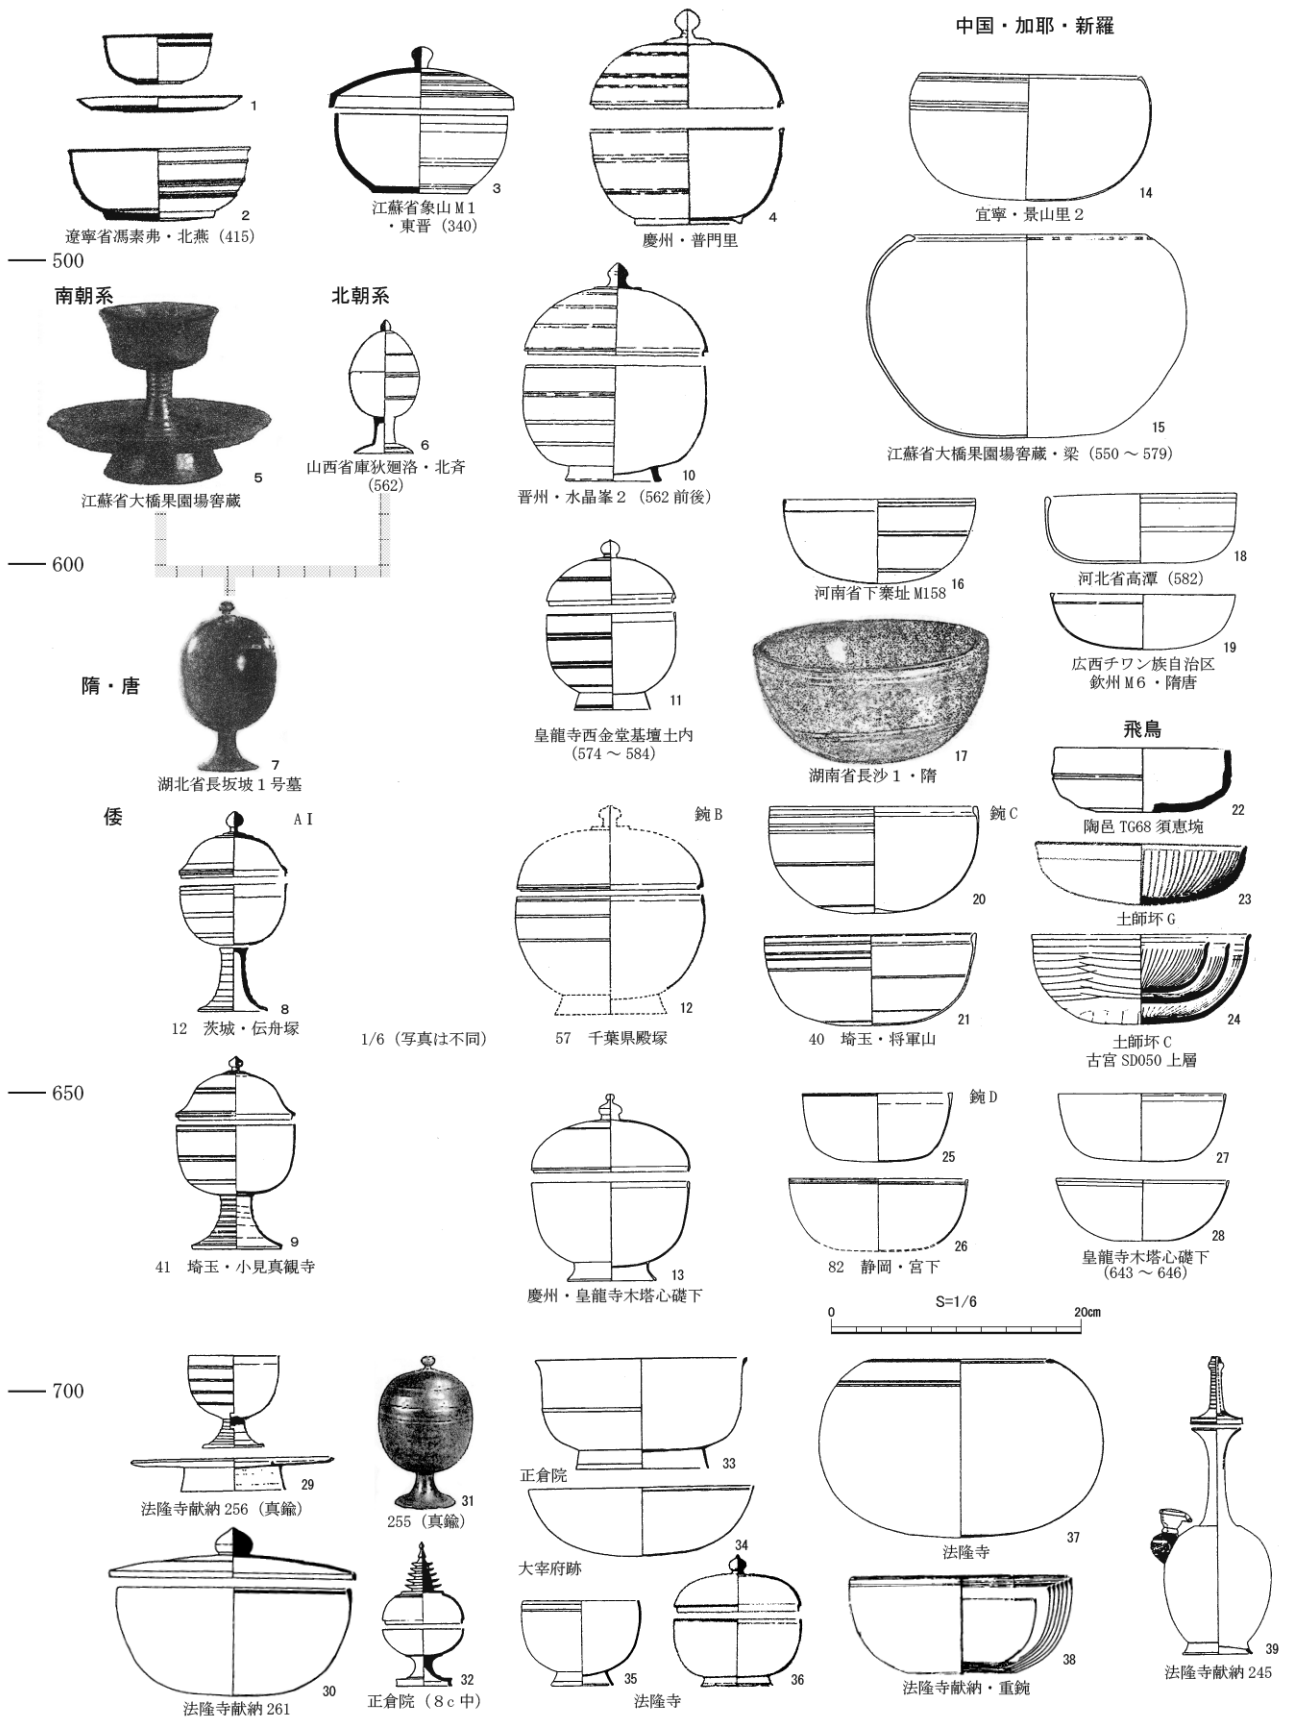 中国・加耶・新羅
1
2
遼寧省馮素弗・北燕（415）
3
江蘇省象山M１
・東晋（340）
4
慶州・普門里
14
宜寧・景山里２
500
南朝系
5
江蘇省大橋果園場窖蔵
北朝系
6
山西省庫狄廻洛・北斉
（562）
10
晋州・水晶峯２（562前後）
15
江蘇省大橋果園場窖蔵・梁（550～579）
600
16
河南省下寨址M158
18
河北省高潭（582）
19
広西チワン族自治区
欽州M６・隋唐
隋・唐
7
湖北省長坂坡１号墓
11
皇龍寺西金堂基壇土内
（574～584）
17
湖南省長沙１・隋
飛鳥
22
陶邑TG68須恵埦
23
土師坏G
24
土師坏C
古宮SD050上層
倭
AⅠ
8
12　茨城・伝舟塚
1/6（写真は不同）
鋺B
12
57　千葉県殿塚
鋺C
20
21
40　埼玉・将軍山
650
9
41　埼玉・小見真観寺
13
慶州・皇龍寺木塔心礎下
鋺D
25
26
82　静岡・宮下
27
28
皇龍寺木塔心礎下
（643～646）
0
S=1/6
20cm
700
29
法隆寺献納256（真鍮）
30
法隆寺献納261
31
255（真鍮）
32
正倉院（８c中）
33
正倉院
34
大宰府跡
35
36
法隆寺
37
法隆寺
38
法隆寺献納・重鋺
39
法隆寺献納245